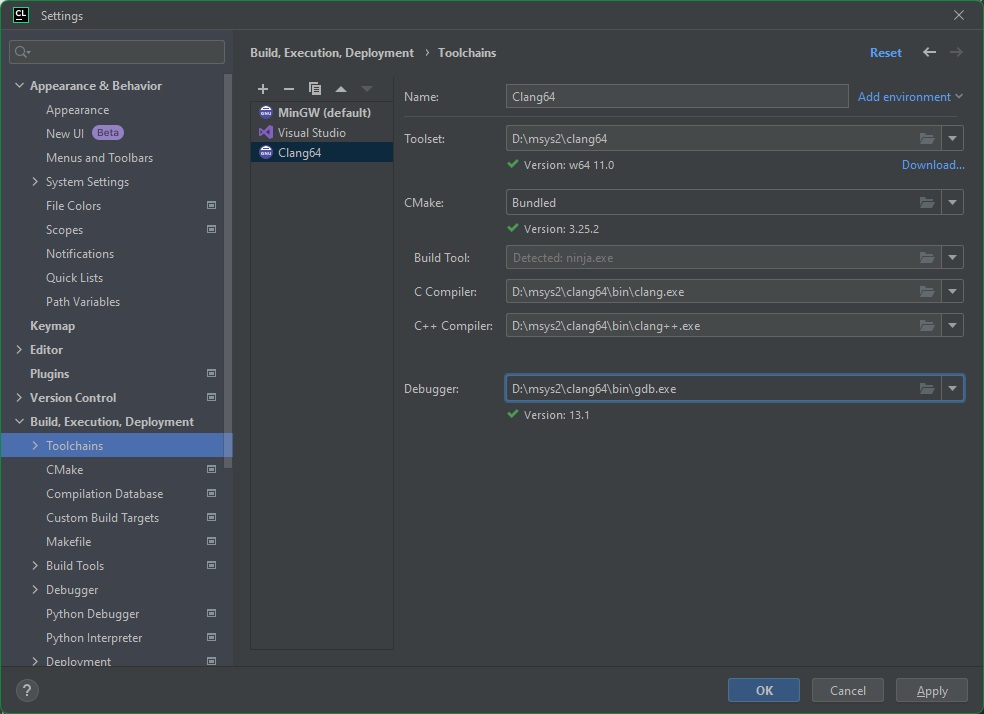 CL Settings
Build, Execution, Deployment › Toolchains Reset
Appearance & Behavior
Appearance
New UI Beta
Menus and Toolbars
System Settings
File Colors
Scopes
Notifications
Quick Lists
Path Variables
Keymap
Editor
Plugins
Version Control
Build, Execution, Deployment
Toolchains
CMake
Compilation Database
Custom Build Targets
Makefile
Build Tools
Debugger
Python Debugger
Python Interpreter
Deployment
MinGW (default)
Visual Studio
Clang64
Name: Clang64 Add environment
Toolset: D:\msys2\clang64
Version: w64 11.0 Download...
CMake: Bundled
Version: 3.25.2
Build Tool: Detected: ninja.exe
C Compiler: D:\msys2\clang64\bin\clang.exe
C++ Compiler: D:\msys2\clang64\bin\clang++.exe
Debugger: D:\msys2\clang64\bin\gdb.exe
Version: 13.1
? OK Cancel Apply